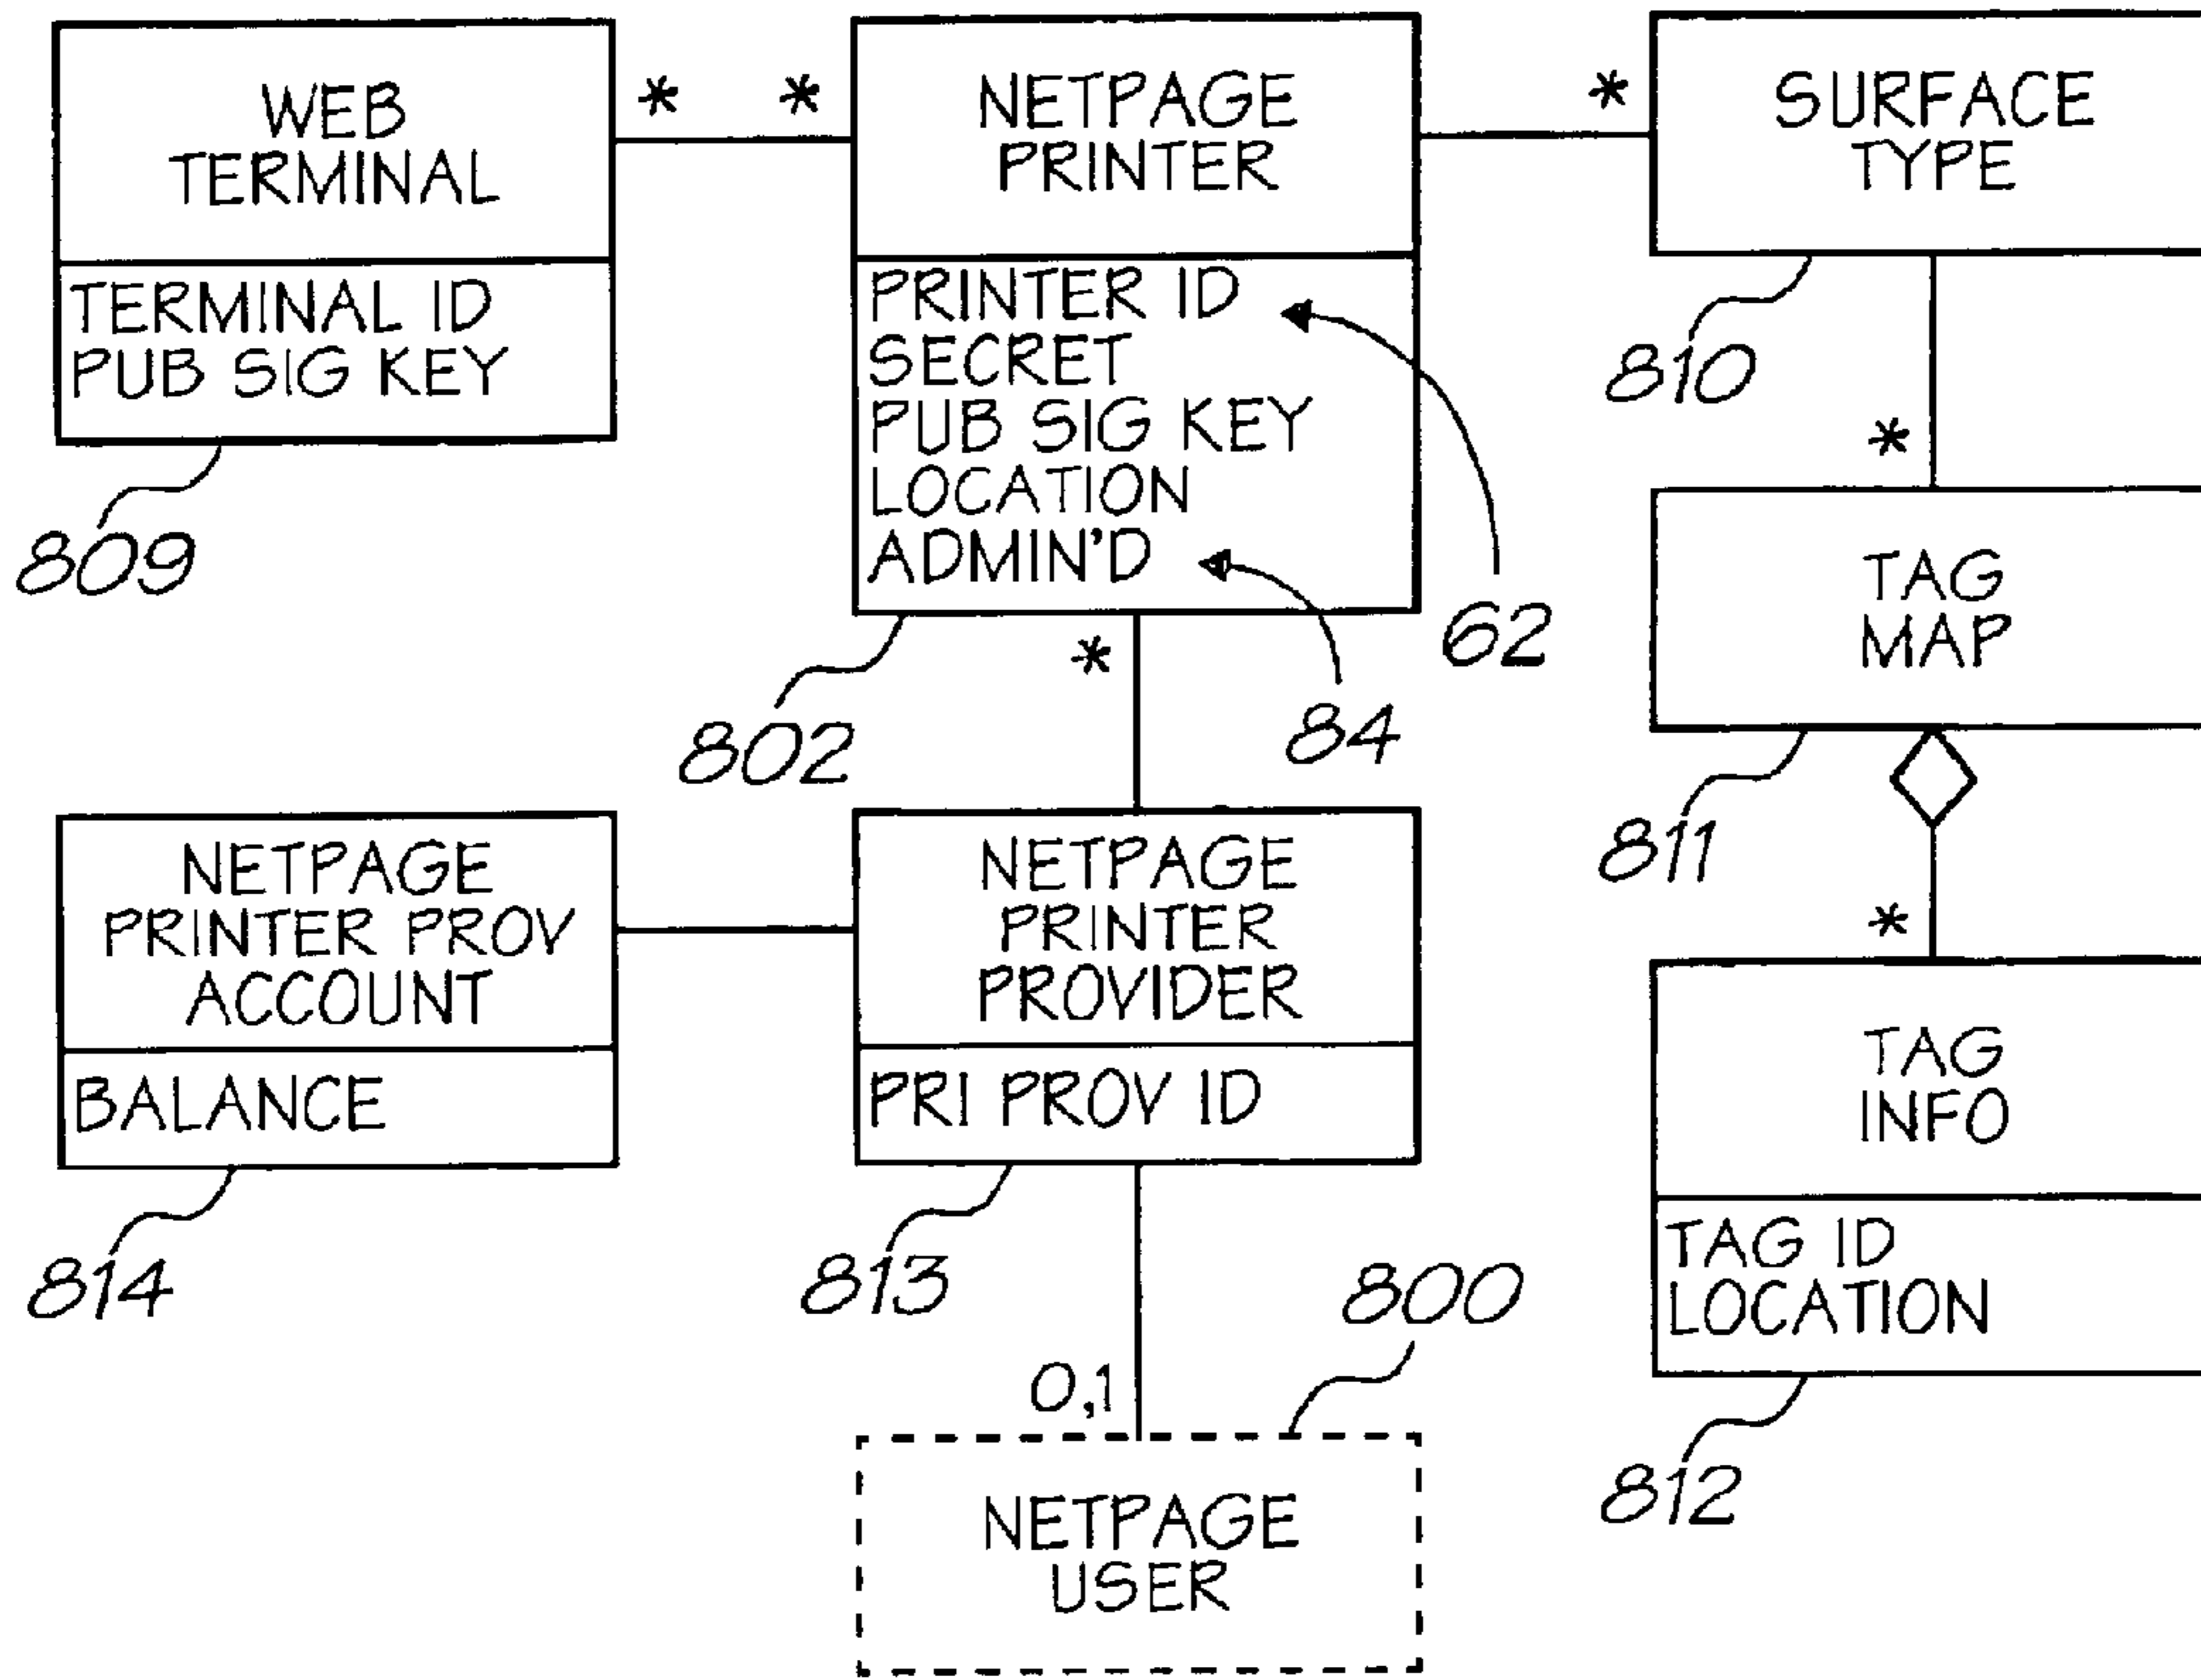 WEB
TERMINAL
TERMINAL ID
PUB SIG KEY
809
*
*
NETPAGE
PRINTER
PRINTER ID
SECRET
PUB SIG KEY
LOCATION
ADMIN'D
802
62
84
*
*
SURFACE
TYPE
810
*
TAG
MAP
811
*
TAG
INFO
TAG ID
LOCATION
812
NETPAGE
PRINTER PROV
ACCOUNT
BALANCE
814
NETPAGE
PRINTER
PROVIDER
PRI PROV ID
813
0,1
800
NETPAGE
USER